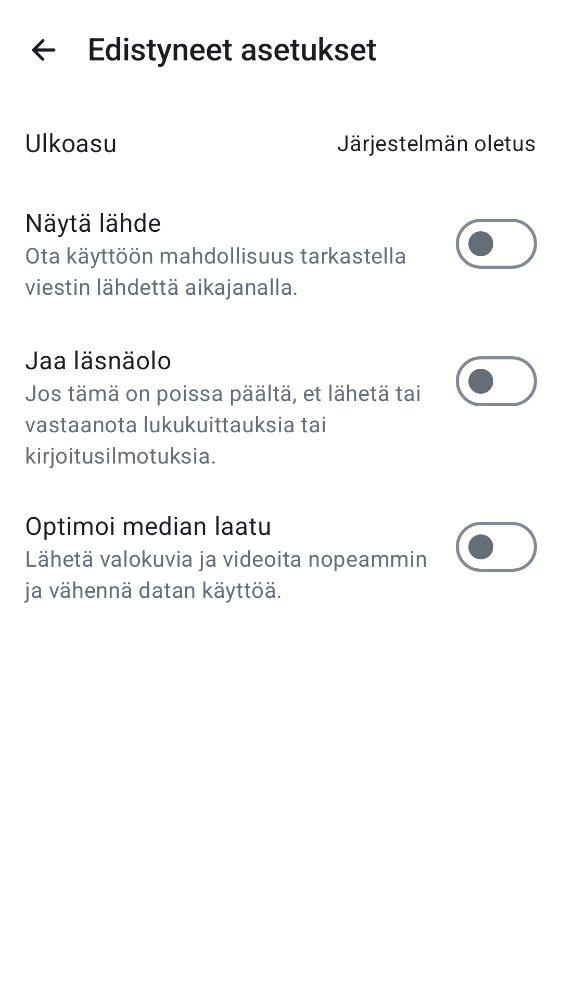 Edistyneet asetukset
Ulkoasu
Järjestelmän oletus
Näytä lähde
Ota käyttöön mahdollisuus tarkastella
viestin lähdettä aikajanalla.
Jaa läsnäolo
Jos tämä on poissa päältä, et lähetä tai
vastaanota lukukuittauksia tai
kirjoitusilmotuksia.
Optimoi median laatu
Lähetä valokuvia ja videoita nopeammin
ja vähennä datan käyttöä.